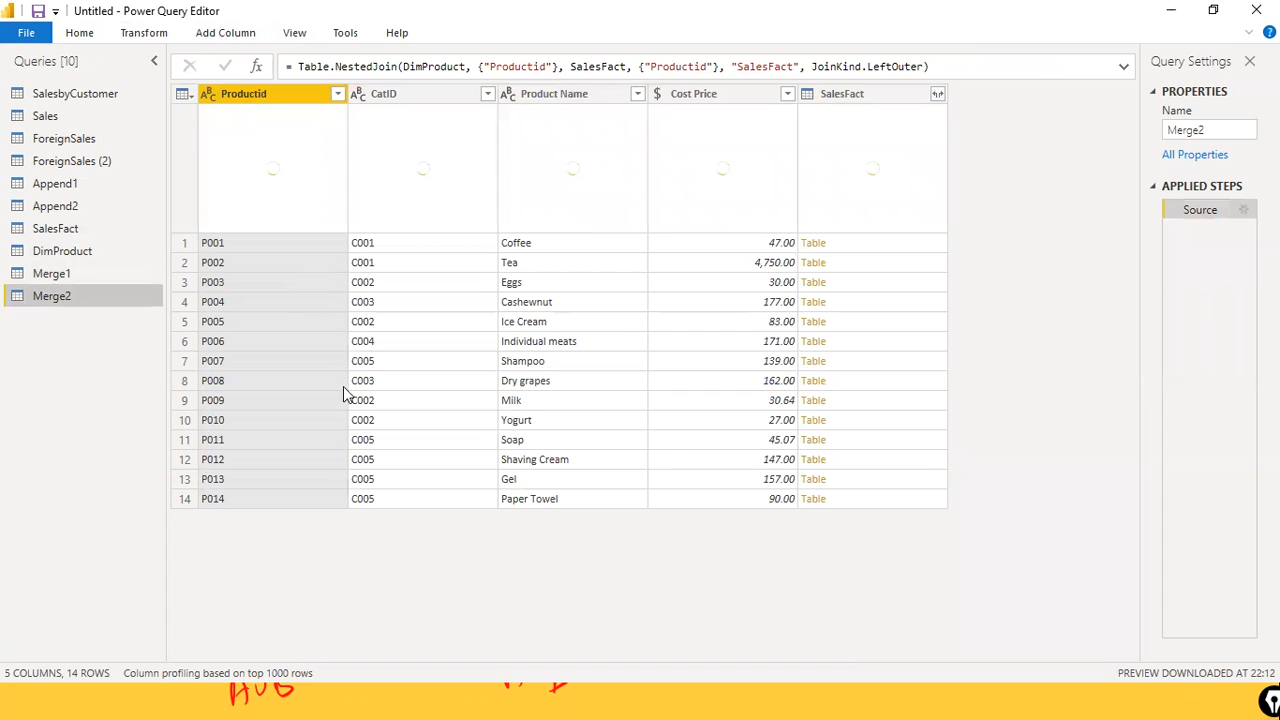 Untitled - Power Query Editor
File Home Transform Add Column View Tools Help
Queries [10]
= Table.NestedJoin(DimProduct, {"Productid"}, SalesFact, {"Productid"}, "SalesFact", JoinKind.LeftOuter)
Query Settings
SalesbyCustomer
Sales
ForeignSales
ForeignSales (2)
Append1
Append2
SalesFact
DimProduct
Merge1
Merge2
Productid CatID Product Name $ Cost Price SalesFact
1 P001 C001 Coffee 47.00 Table
2 P002 C001 Tea 4,750.00 Table
3 P003 C002 Eggs 30.00 Table
4 P004 C003 Cashewnut 177.00 Table
5 P005 C002 Ice Cream 83.00 Table
6 P006 C004 Individual meats 171.00 Table
7 P007 C005 Shampoo 139.00 Table
8 P008 C003 Dry grapes 162.00 Table
9 P009 C002 Milk 30.64 Table
10 P010 C002 Yogurt 27.00 Table
11 P011 C005 Soap 45.07 Table
12 P012 C005 Shaving Cream 147.00 Table
13 P013 C005 Gel 157.00 Table
14 P014 C005 Paper Towel 90.00 Table
PROPERTIES
Name
Merge2
All Properties
APPLIED STEPS
Source
5 COLUMNS, 14 ROWS Column profiling based on top 1000 rows
PREVIEW DOWNLOADED AT 22:12